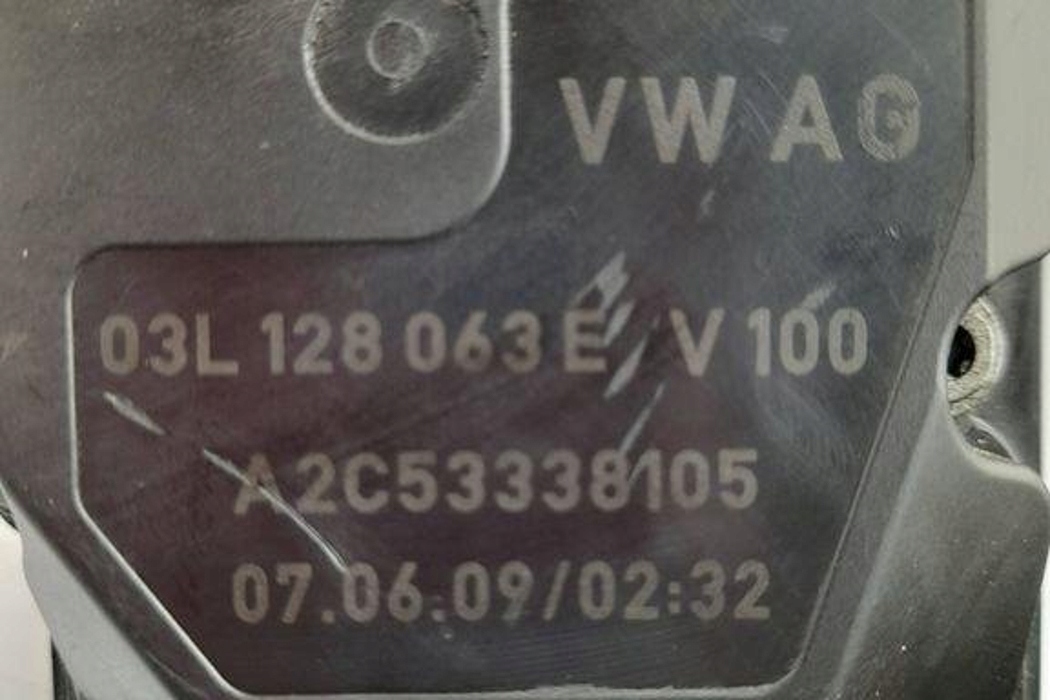 VW AG
03L 128 063 E V 100
A2C53338105
07.06.09/02:32